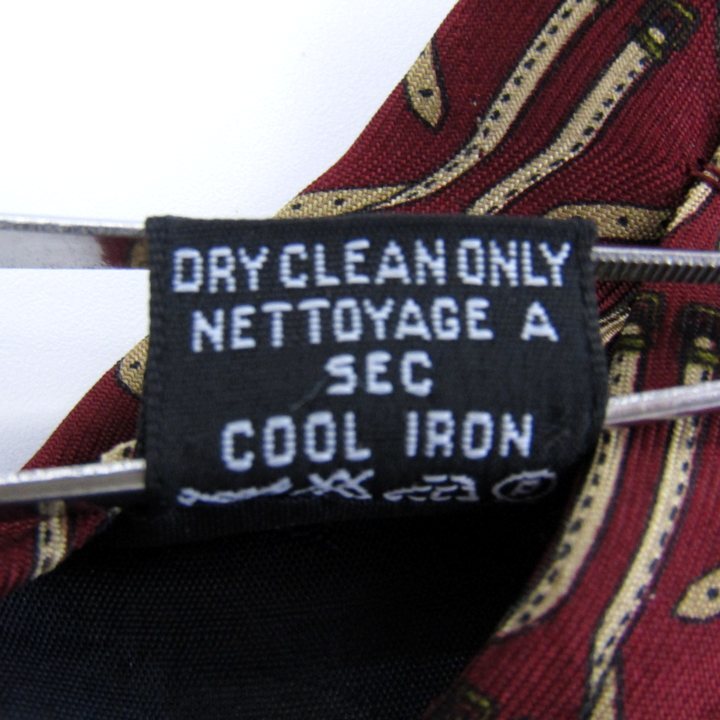 DRY CLEAN ONLY
NETTOYAGE A
SEC
COOL IRON